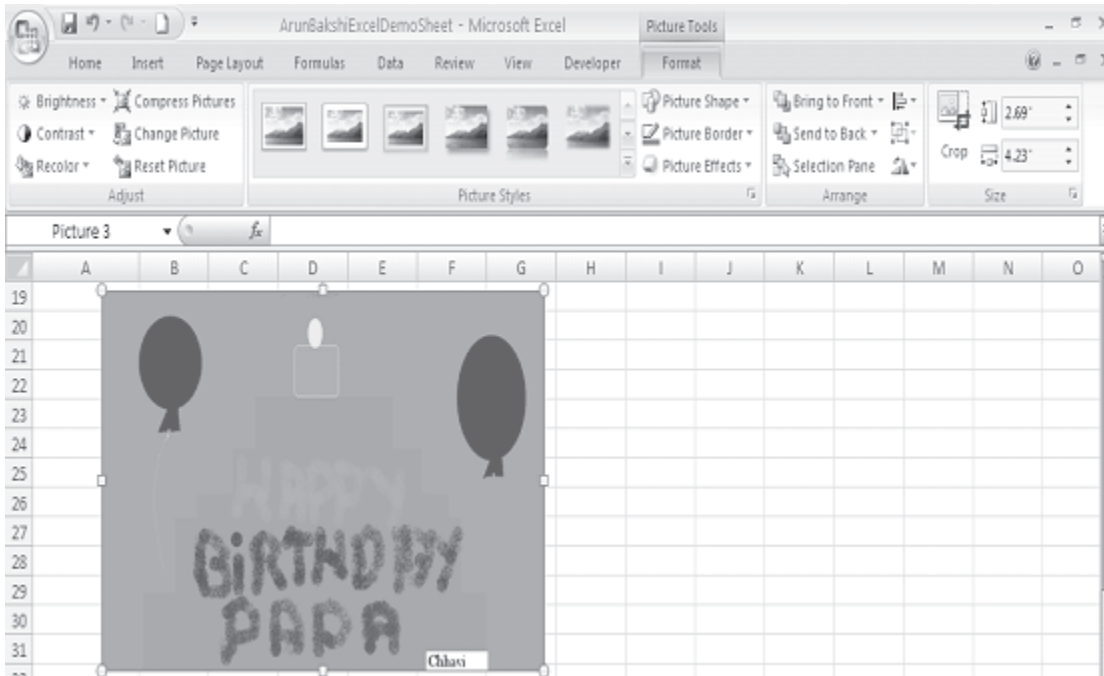 ArunBakshiExcelDemoSheet - Microsoft Excel Picture Tools
Home Insert Page Layout Formulas Data Review View Developer Format
Brightness Compress Pictures Picture Shape Bring to Front 2.69"
Contrast Change Picture Picture Border Send to Back
Recolor Reset Picture Picture Effects Selection Pane Crop 4.23"
Adjust Picture Styles Arrange Size
Picture 3 fx
A B C D E F G H I J K L M N O
19
20
21
22
23
24
25
26
27
28
29
30
31
HAPPY
BiRTHDAY
PAPA
Chhavi